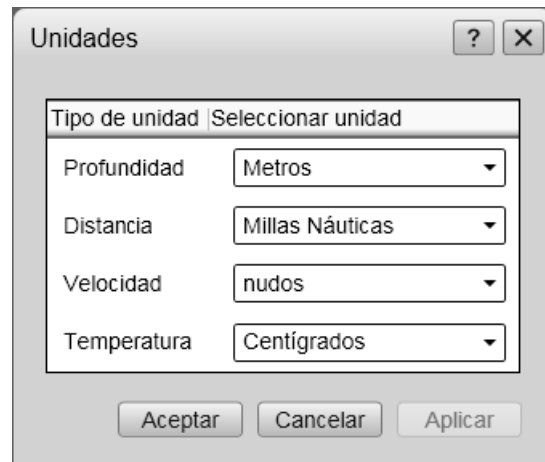 Unidades ?
Tipo de unidad Seleccionar unidad
Profundidad Metros
Distancia Millas Náuticas
Velocidad nudos
Temperatura Centígrados
Aceptar Cancelar Aplicar